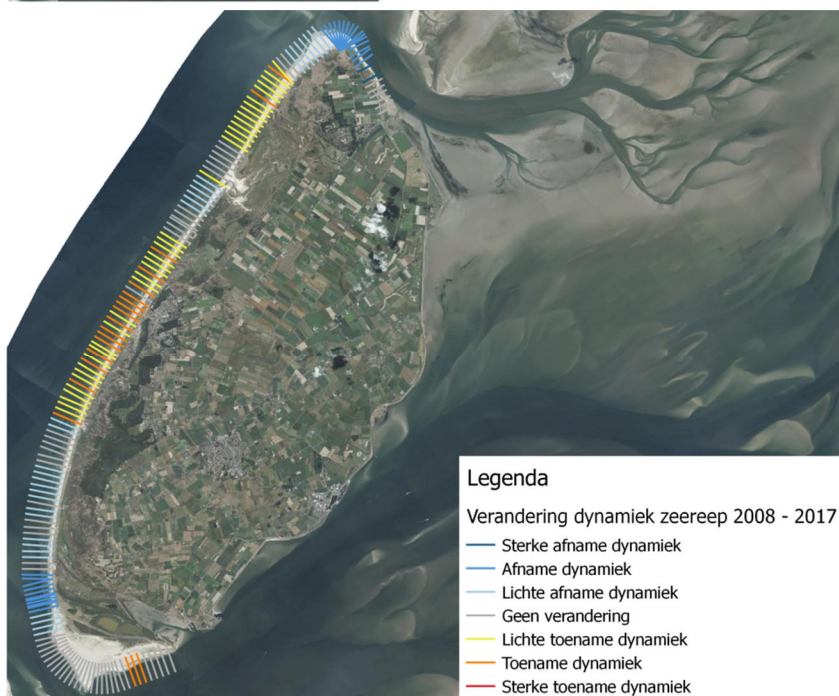 Legenda
Verandering dynamiek zeereep 2008 - 2017
Sterke afname dynamiek
Afname dynamiek
Lichte afname dynamiek
Geen verandering
Lichte toename dynamiek
Toename dynamiek
Sterke toename dynamiek